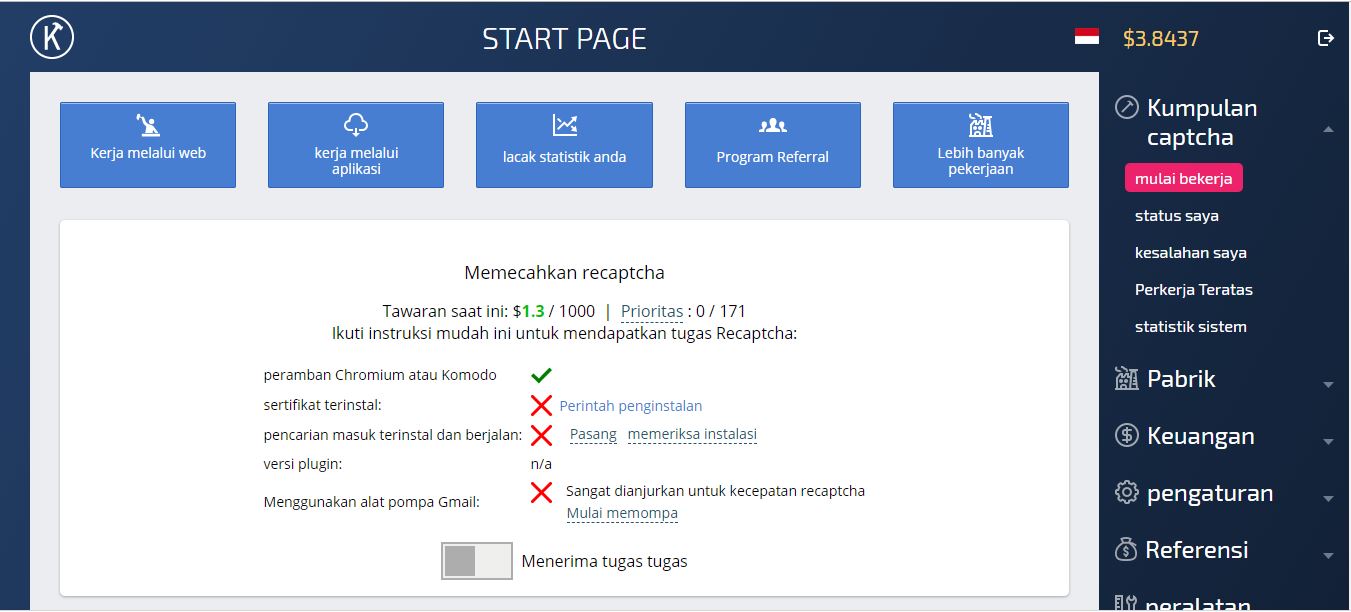 START PAGE
$3.8437
Kerja melalui web
kerja melalui
aplikasi
lacak statistik anda
Program Referral
Lebih banyak
pekerjaan
Memecahkan recaptcha
Tawaran saat ini: $1.3 / 1000 | Prioritas : 0 / 171
Ikuti instruksi mudah ini untuk mendapatkan tugas Recaptcha:
peramban Chromium atau Komodo
sertifikat terinstal: Perintah penginstalan
pencarian masuk terinstal dan berjalan: Pasang memeriksa instalasi
versi plugin: n/a
Menggunakan alat pompa Gmail: Sangat dianjurkan untuk kecepatan recaptcha
Mulai memompa
Menerima tugas tugas
Kumpulan
captcha
mulai bekerja
status saya
kesalahan saya
Perkerja Teratas
statistik sistem
Pabrik
Keuangan
pengaturan
Referensi
peralatan